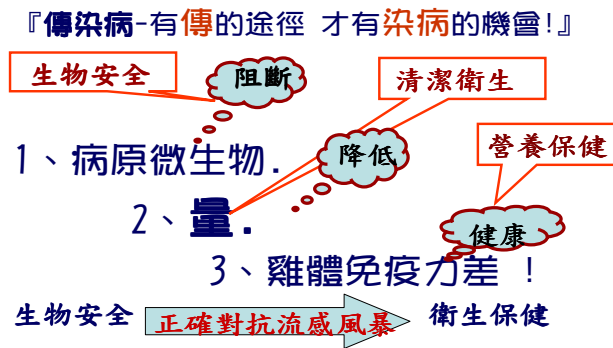 『傳染病-有傳的途徑 才有染病的機會!』
生物安全
阻斷
清潔衛生
1、病原微生物.
降低
營養保健
2、量.
健康
3、雞體免疫力差 !
生物安全 正確對抗流感風暴 衛生保健